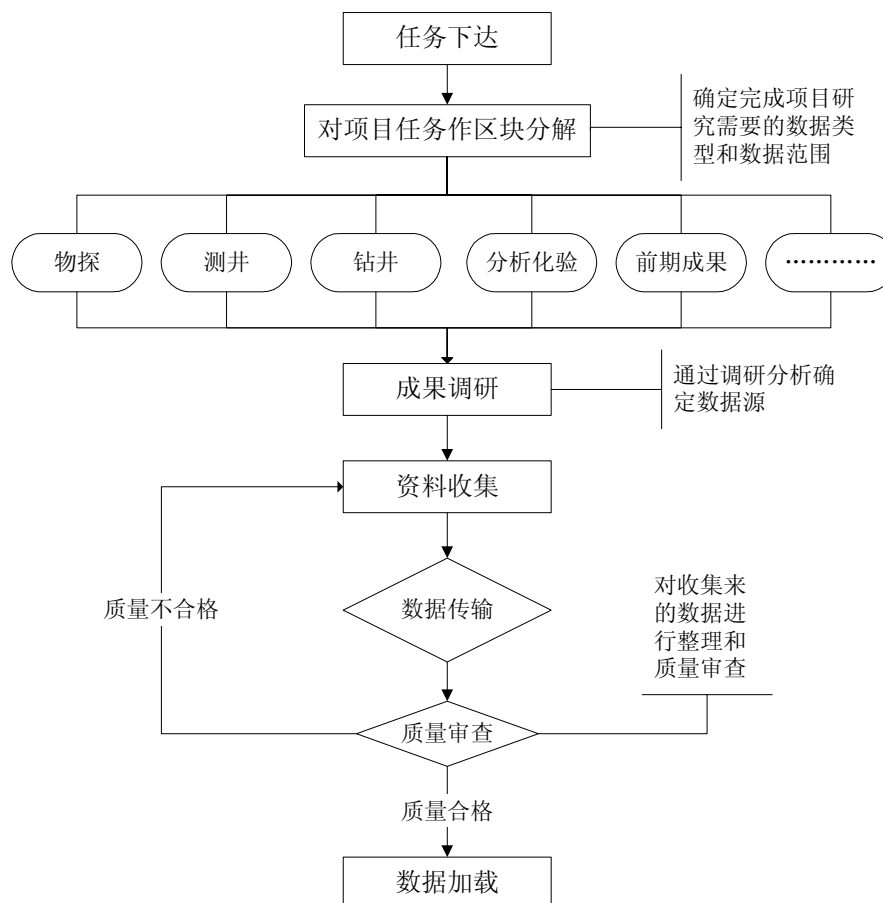 任务下达
对项目任务作区块分解
确定完成项目研
究需要的数据类
型和数据范围
物探
测井
钻井
分析化验
前期成果
…………
成果调研
通过调研分析确
定数据源
资料收集
数据传输
质量不合格
对收集来
的数据进
行整理和
质量审查
质量审查
质量合格
数据加载